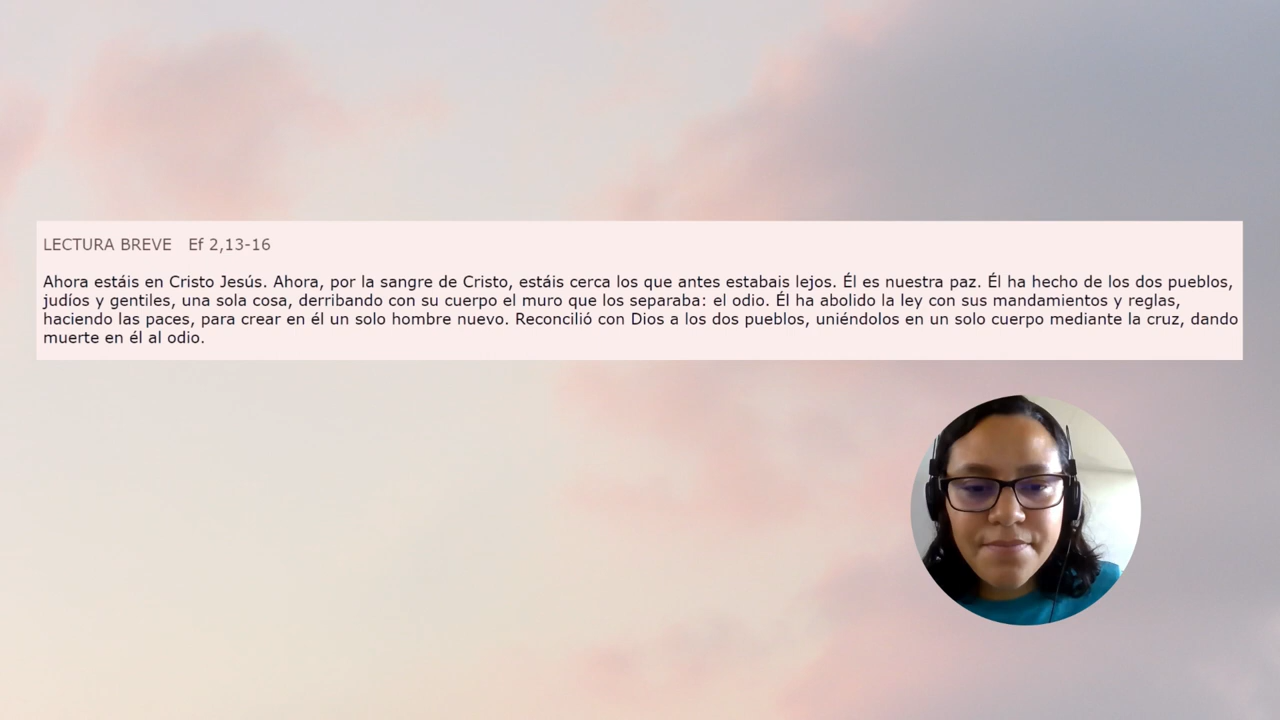 LECTURA BREVE   Ef 2,13-16
Ahora estáis en Cristo Jesús. Ahora, por la sangre de Cristo, estáis cerca los que antes estabais lejos. Él es nuestra paz. Él ha hecho de los dos pueblos,
judíos y gentiles, una sola cosa, derribando con su cuerpo el muro que los separaba: el odio. Él ha abolido la ley con sus mandamientos y reglas,
haciendo las paces, para crear en él un solo hombre nuevo. Reconcilió con Dios a los dos pueblos, uniéndolos en un solo cuerpo mediante la cruz, dando
muerte en él al odio.